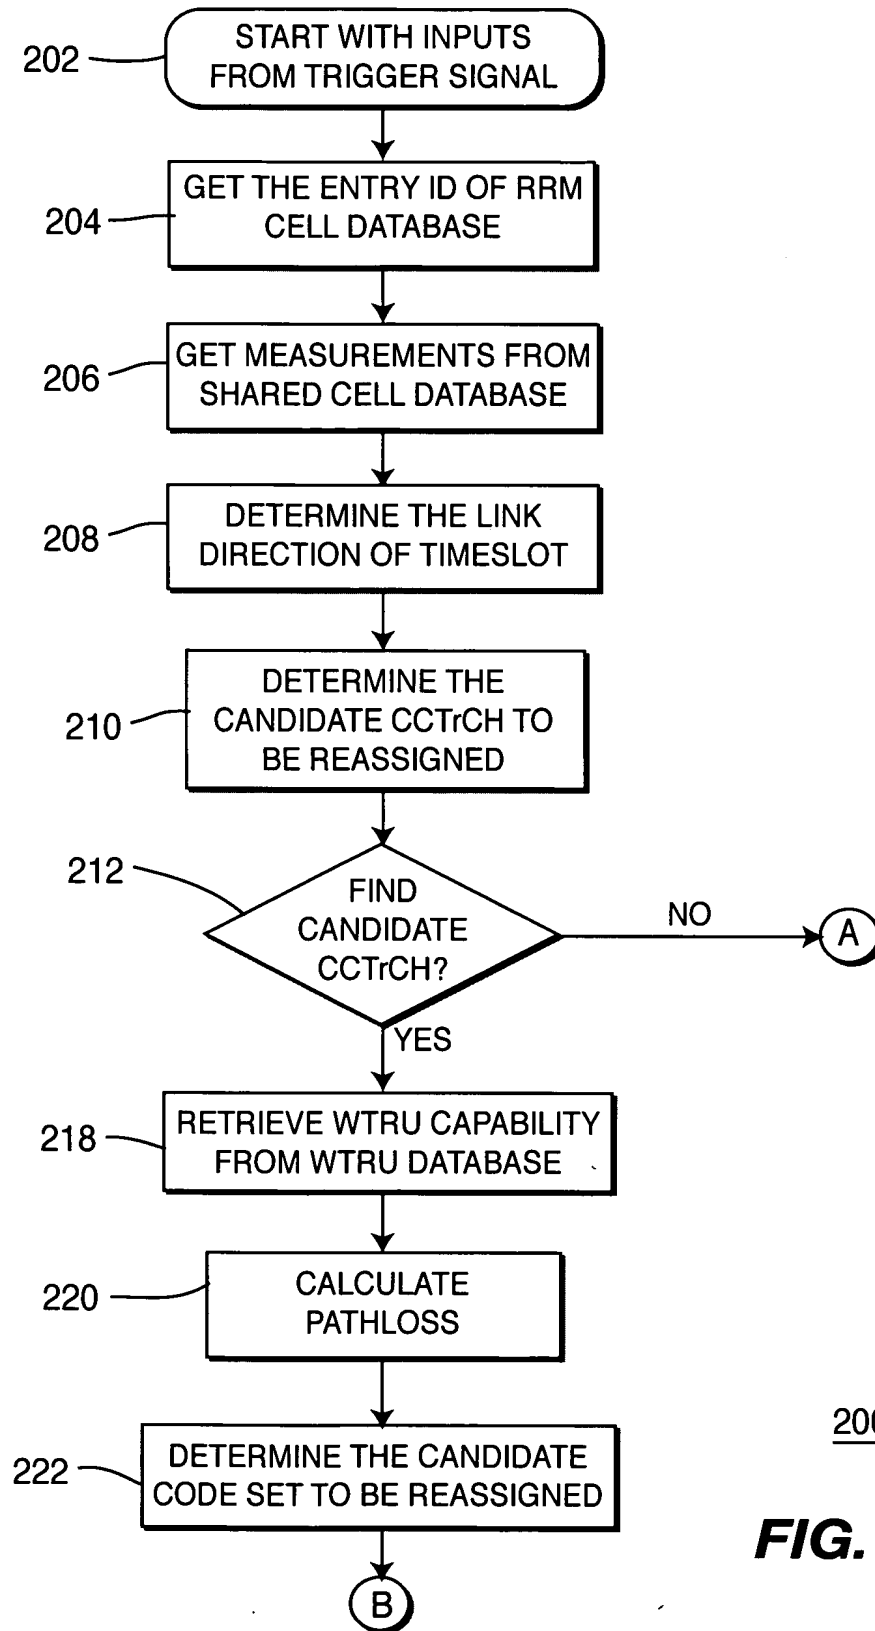 START WITH INPUTS
FROM TRIGGER SIGNAL
202
GET THE ENTRY ID OF RRM
CELL DATABASE
204
GET MEASUREMENTS FROM
SHARED CELL DATABASE
206
DETERMINE THE LINK
DIRECTION OF TIMESLOT
208
DETERMINE THE
CANDIDATE CCTrCH TO
BE REASSIGNED
210
212
FIND
CANDIDATE
CCTrCH?
NO
A
YES
RETRIEVE WTRU CAPABILITY
FROM WTRU DATABASE
218
CALCULATE
PATHLOSS
220
DETERMINE THE CANDIDATE
CODE SET TO BE REASSIGNED
222
B
FIG.